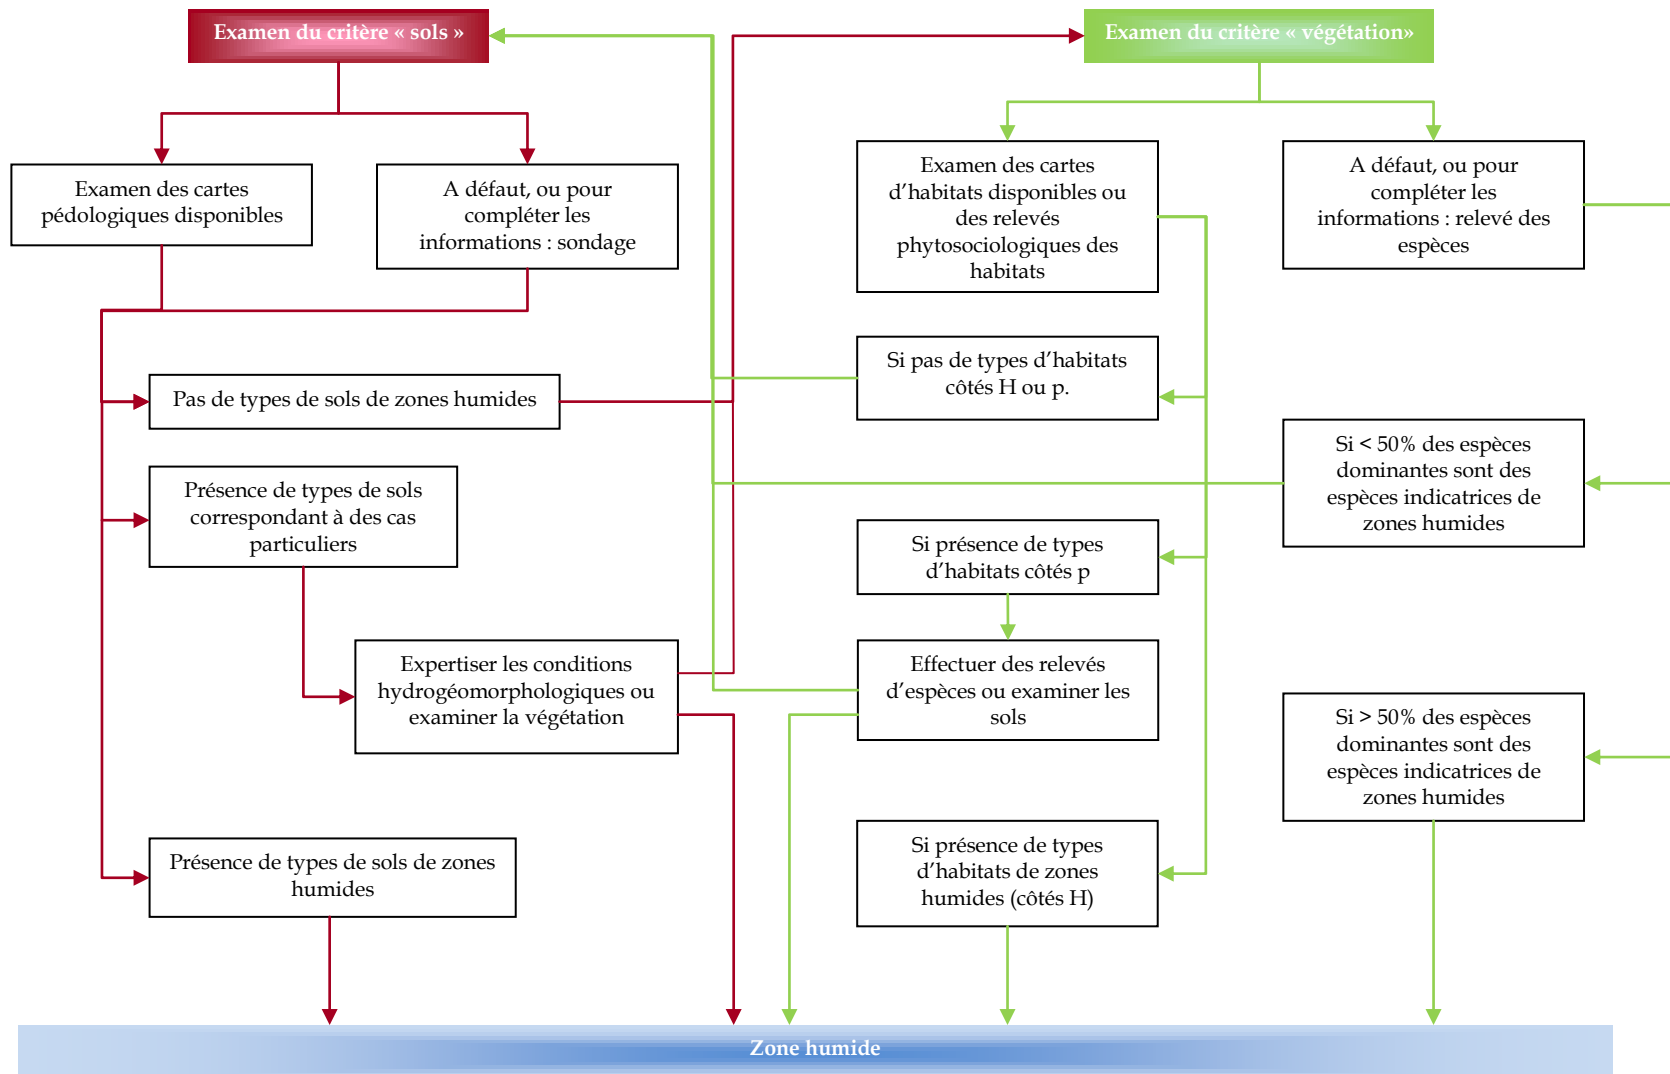 Examen du critère « sols »
Examen du critère « végétation»
Examen des cartes
pédologiques disponibles
A défaut, ou pour
compléter les
informations : sondage
Examen des cartes
d’habitats disponibles ou
des relevés
phytosociologiques des
habitats
A défaut, ou pour
compléter les
informations : relevé des
espèces
Pas de types de sols de zones humides
Si pas de types d’habitats
côtés H ou p.
Si < 50% des espèces
dominantes sont des
espèces indicatrices de
zones humides
Présence de types de sols
correspondant à des cas
particuliers
Si présence de types
d’habitats côtés p
Expertiser les conditions
hydrogéomorphologiques ou
examiner la végétation
Effectuer des relevés
d’espèces ou examiner les
sols
Si > 50% des espèces
dominantes sont des
espèces indicatrices de
zones humides
Présence de types de sols de zones
humides
Si présence de types
d’habitats de zones
humides (côtés H)
Zone humide